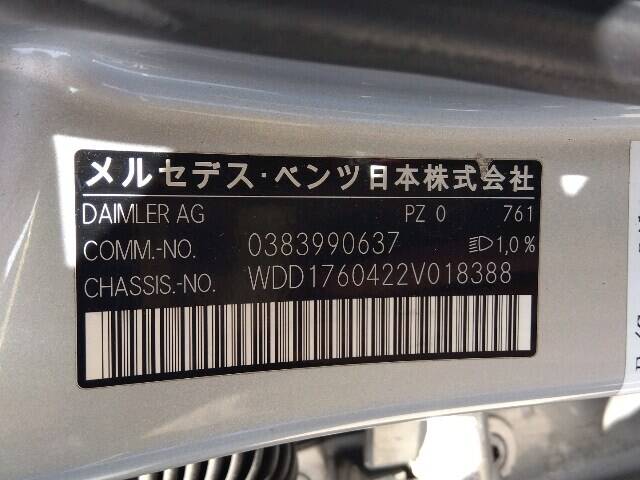 メルセデス・ベンツ日本株式会社
DAIMLER AG PZ 0 761
COMM.-NO. 0383990637 1,0%
CHASSIS.-NO. WDD1760422V018388